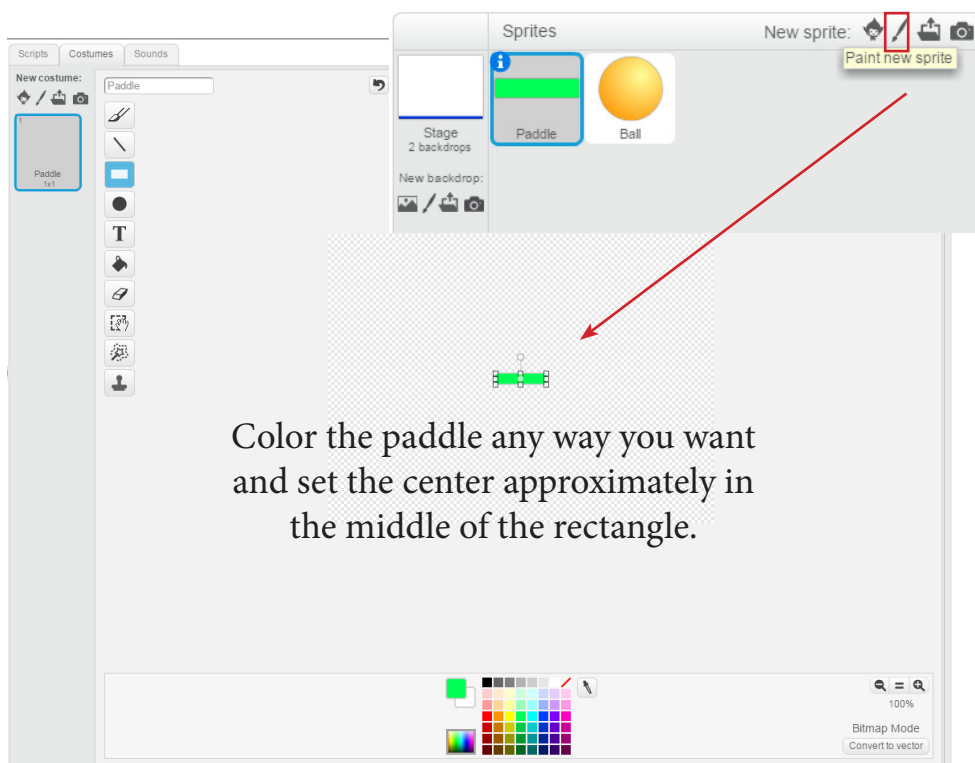 Sprites
New sprite:
Paint new sprite
Scripts
Costumes
Sounds
New costume:
Paddle
1
Paddle
1x1
T
Stage
2 backdrops
New backdrop:
i
Paddle
Ball
Color the paddle any way you want
and set the center approximately in
the middle of the rectangle.
100%
Bitmap Mode
Convert to vector